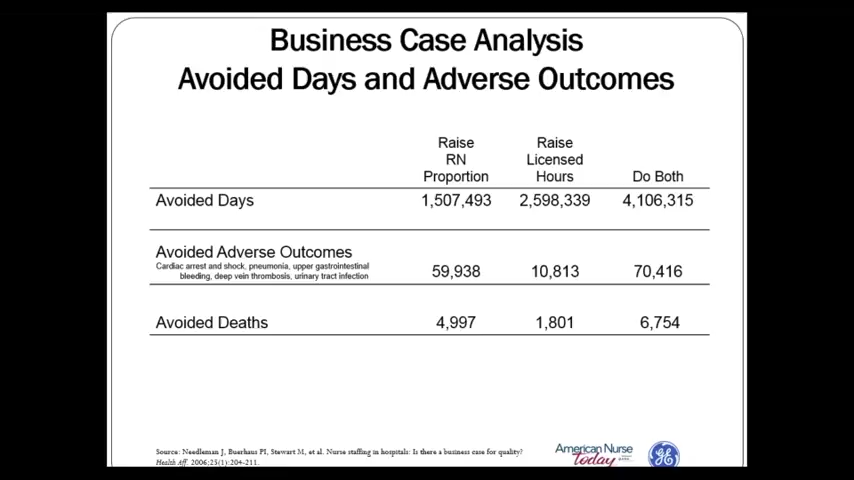 Business Case Analysis
Avoided Days and Adverse Outcomes
Raise RN Proportion Raise Licensed Hours Do Both
Avoided Days 1,507,493 2,598,339 4,106,315
Avoided Adverse Outcomes
Cardiac arrest and shock, pneumonia, upper gastrointestinal
bleeding, deep vein thrombosis, urinary tract infection
59,938 10,813 70,416
Avoided Deaths 4,997 1,801 6,754
Source: Needleman J, Buerhaus PI, Stewart M, et al. Nurse staffing in hospitals: Is there a business case for quality?
Health Aff. 2006;25(1):204-211.
American Nurse
Today
GE